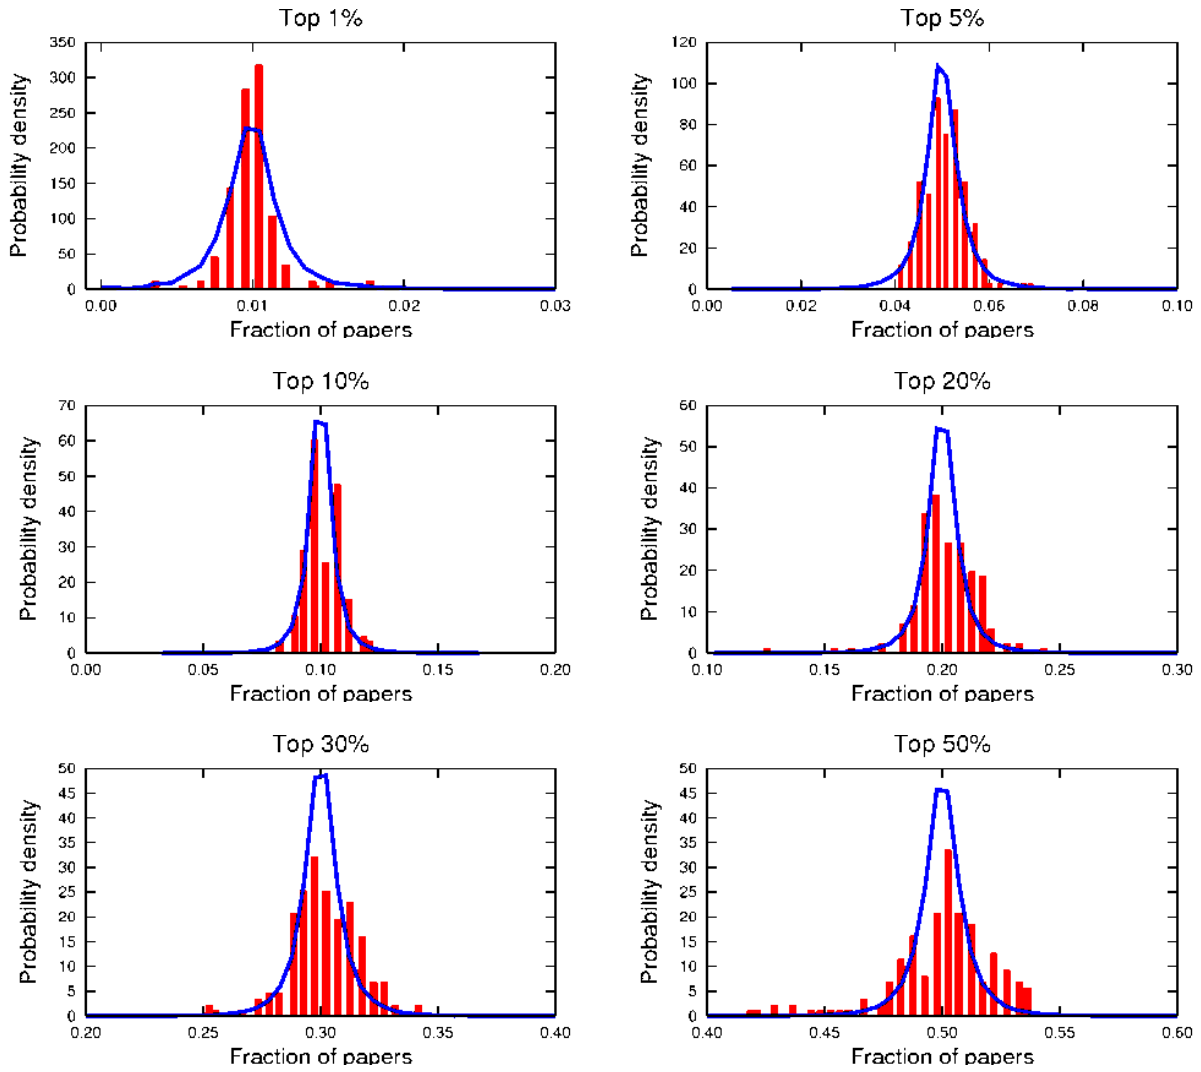 Top 1%
Probability density
350
300
250
200
150
100
50
0
0.00 0.01 0.02 0.03
Fraction of papers
Top 5%
Probability density
120
100
80
60
40
20
0
0.00 0.02 0.04 0.06 0.08 0.10
Fraction of papers
Top 10%
Probability density
70
60
50
40
30
20
10
0
0.00 0.05 0.10 0.15 0.20
Fraction of papers
Top 20%
Probability density
60
50
40
30
20
10
0
0.10 0.15 0.20 0.25 0.30
Fraction of papers
Top 30%
Probability density
50
45
40
35
30
25
20
15
10
5
0
0.20 0.25 0.30 0.35 0.40
Fraction of papers
Top 50%
Probability density
50
45
40
35
30
25
20
15
10
5
0
0.40 0.45 0.50 0.55 0.60
Fraction of papers